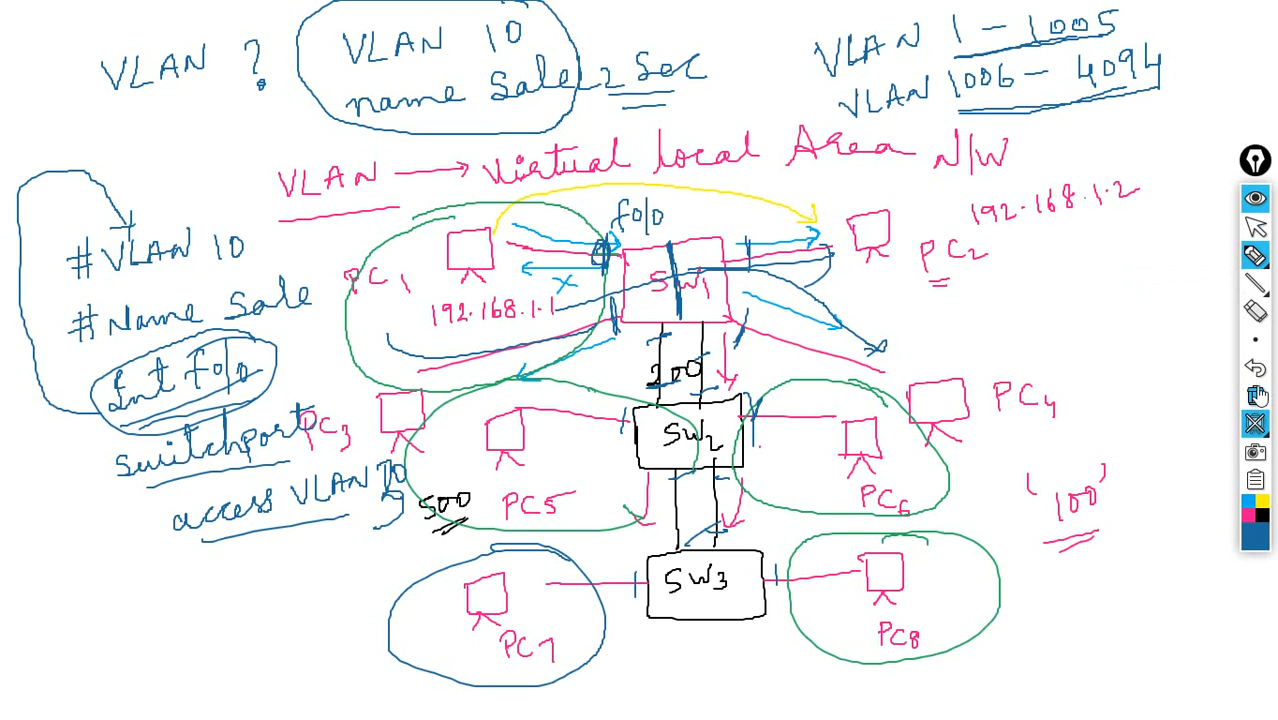 VLAN ?
VLAN 10
name Sale
2 Sec
VLAN 1 - 1005
VLAN 1006 - 4094
VLAN → Virtual local Area N/W
# VLAN 10
# Name Sale
Int f0/0
switchport
access VLAN 10
f0/0
PC1
192.168.1.1
x
SW1
PC2
192.168.1.2
PC3
PC4
200
SW2
PC5
500
PC6
'100'
SW3
PC7
PC8